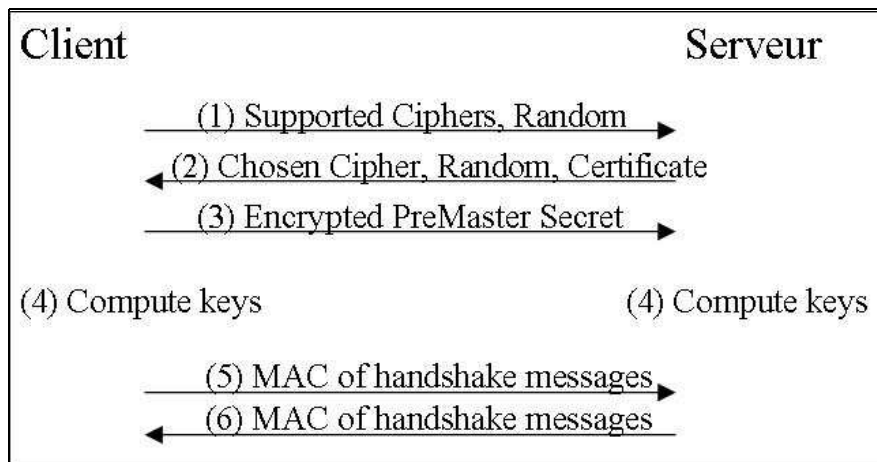 Client Serveur
(1) Supported Ciphers, Random
(2) Chosen Cipher, Random, Certificate
(3) Encrypted PreMaster Secret
(4) Compute keys (4) Compute keys
(5) MAC of handshake messages
(6) MAC of handshake messages